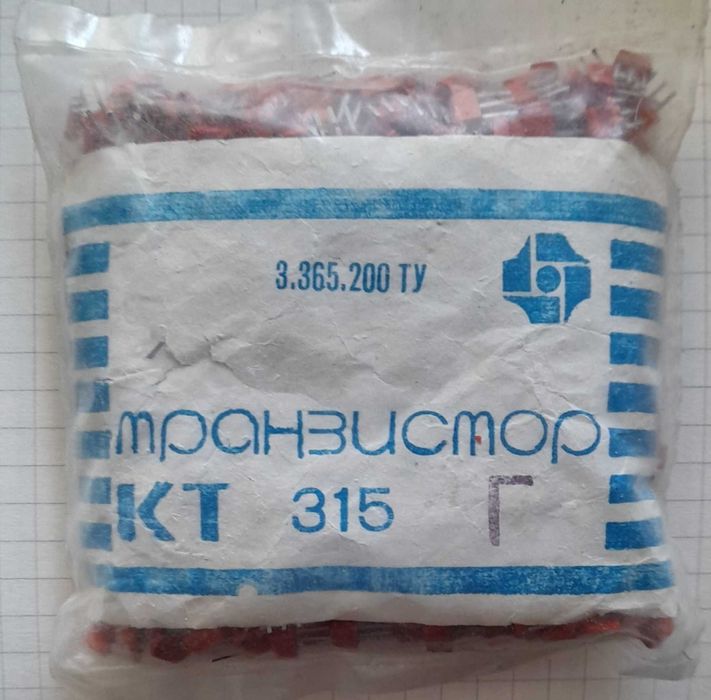 3.365.200 ТУ
транзистор
КТ 315 Г